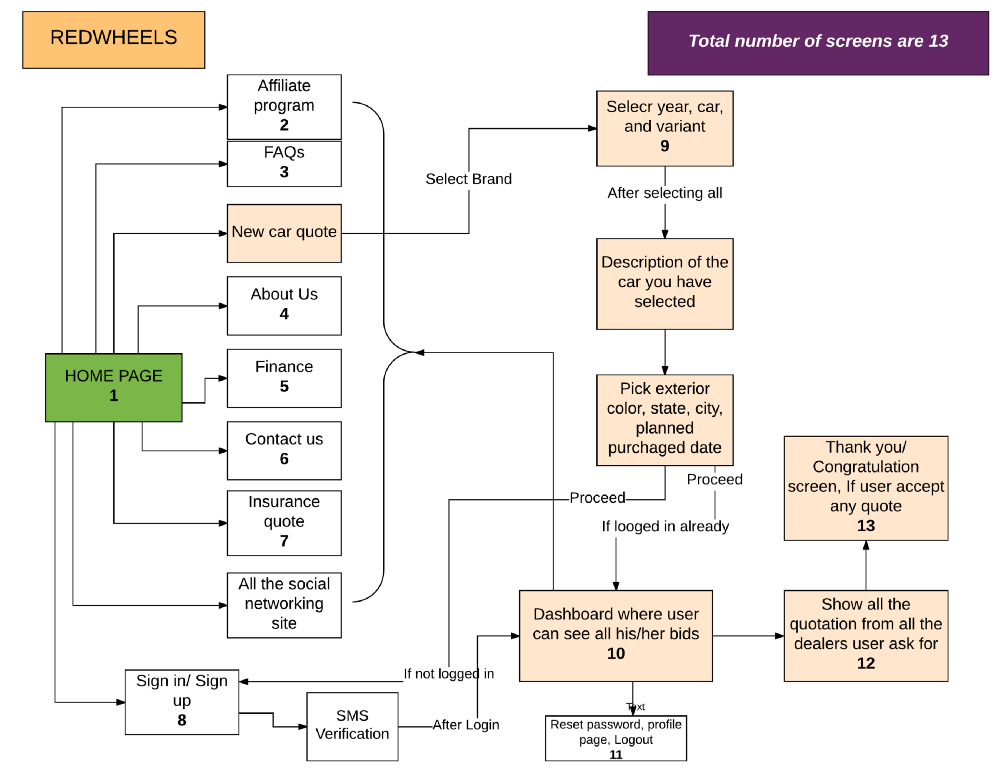 REDWHEELS
Total number of screens are 13
Affiliate
program
2
FAQs
3
New car quote
About Us
4
Finance
5
Contact us
6
Insurance
quote
7
All the social
networking
site
HOME PAGE
1
Sign in/ Sign
up
8
SMS
Verification
After Login
If not logged in
Select Brand
Selecr year, car,
and variant
9
After selecting all
Description of the
car you have
selected
Pick exterior
color, state, city,
planned
purchaged date
Proceed
Proceed
If looged in already
Dashboard where user
can see all his/her bids
10
Text
Reset password, profile
page, Logout
11
Show all the
quotation from all the
dealers user ask for
12
Thank you/
Congratulation
screen, If user accept
any quote
13